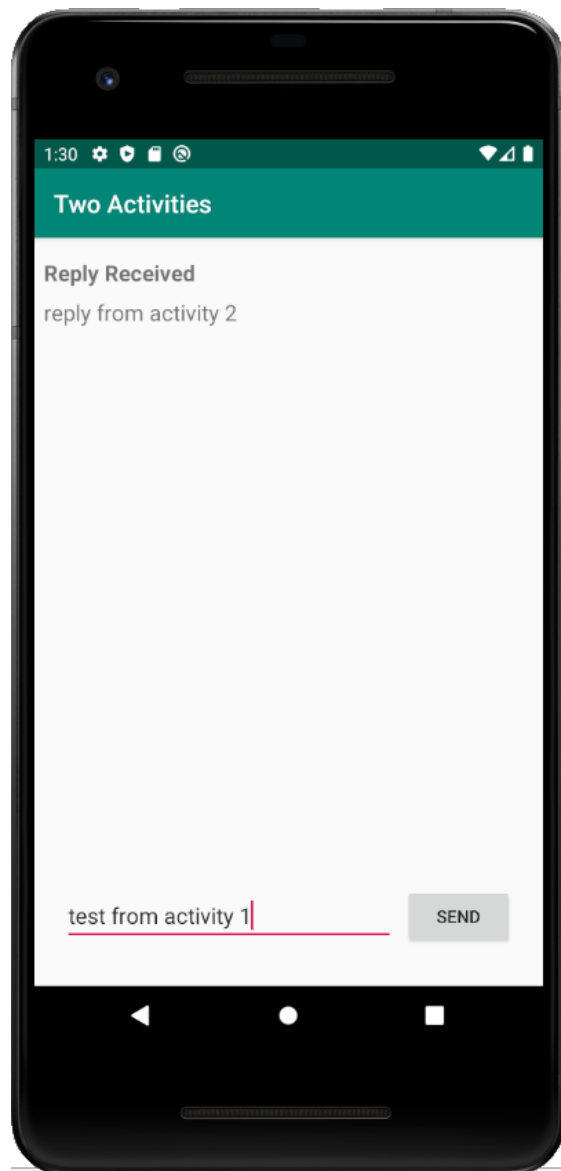 1:30
Two Activities
Reply Received
reply from activity 2
test from activity 1
SEND